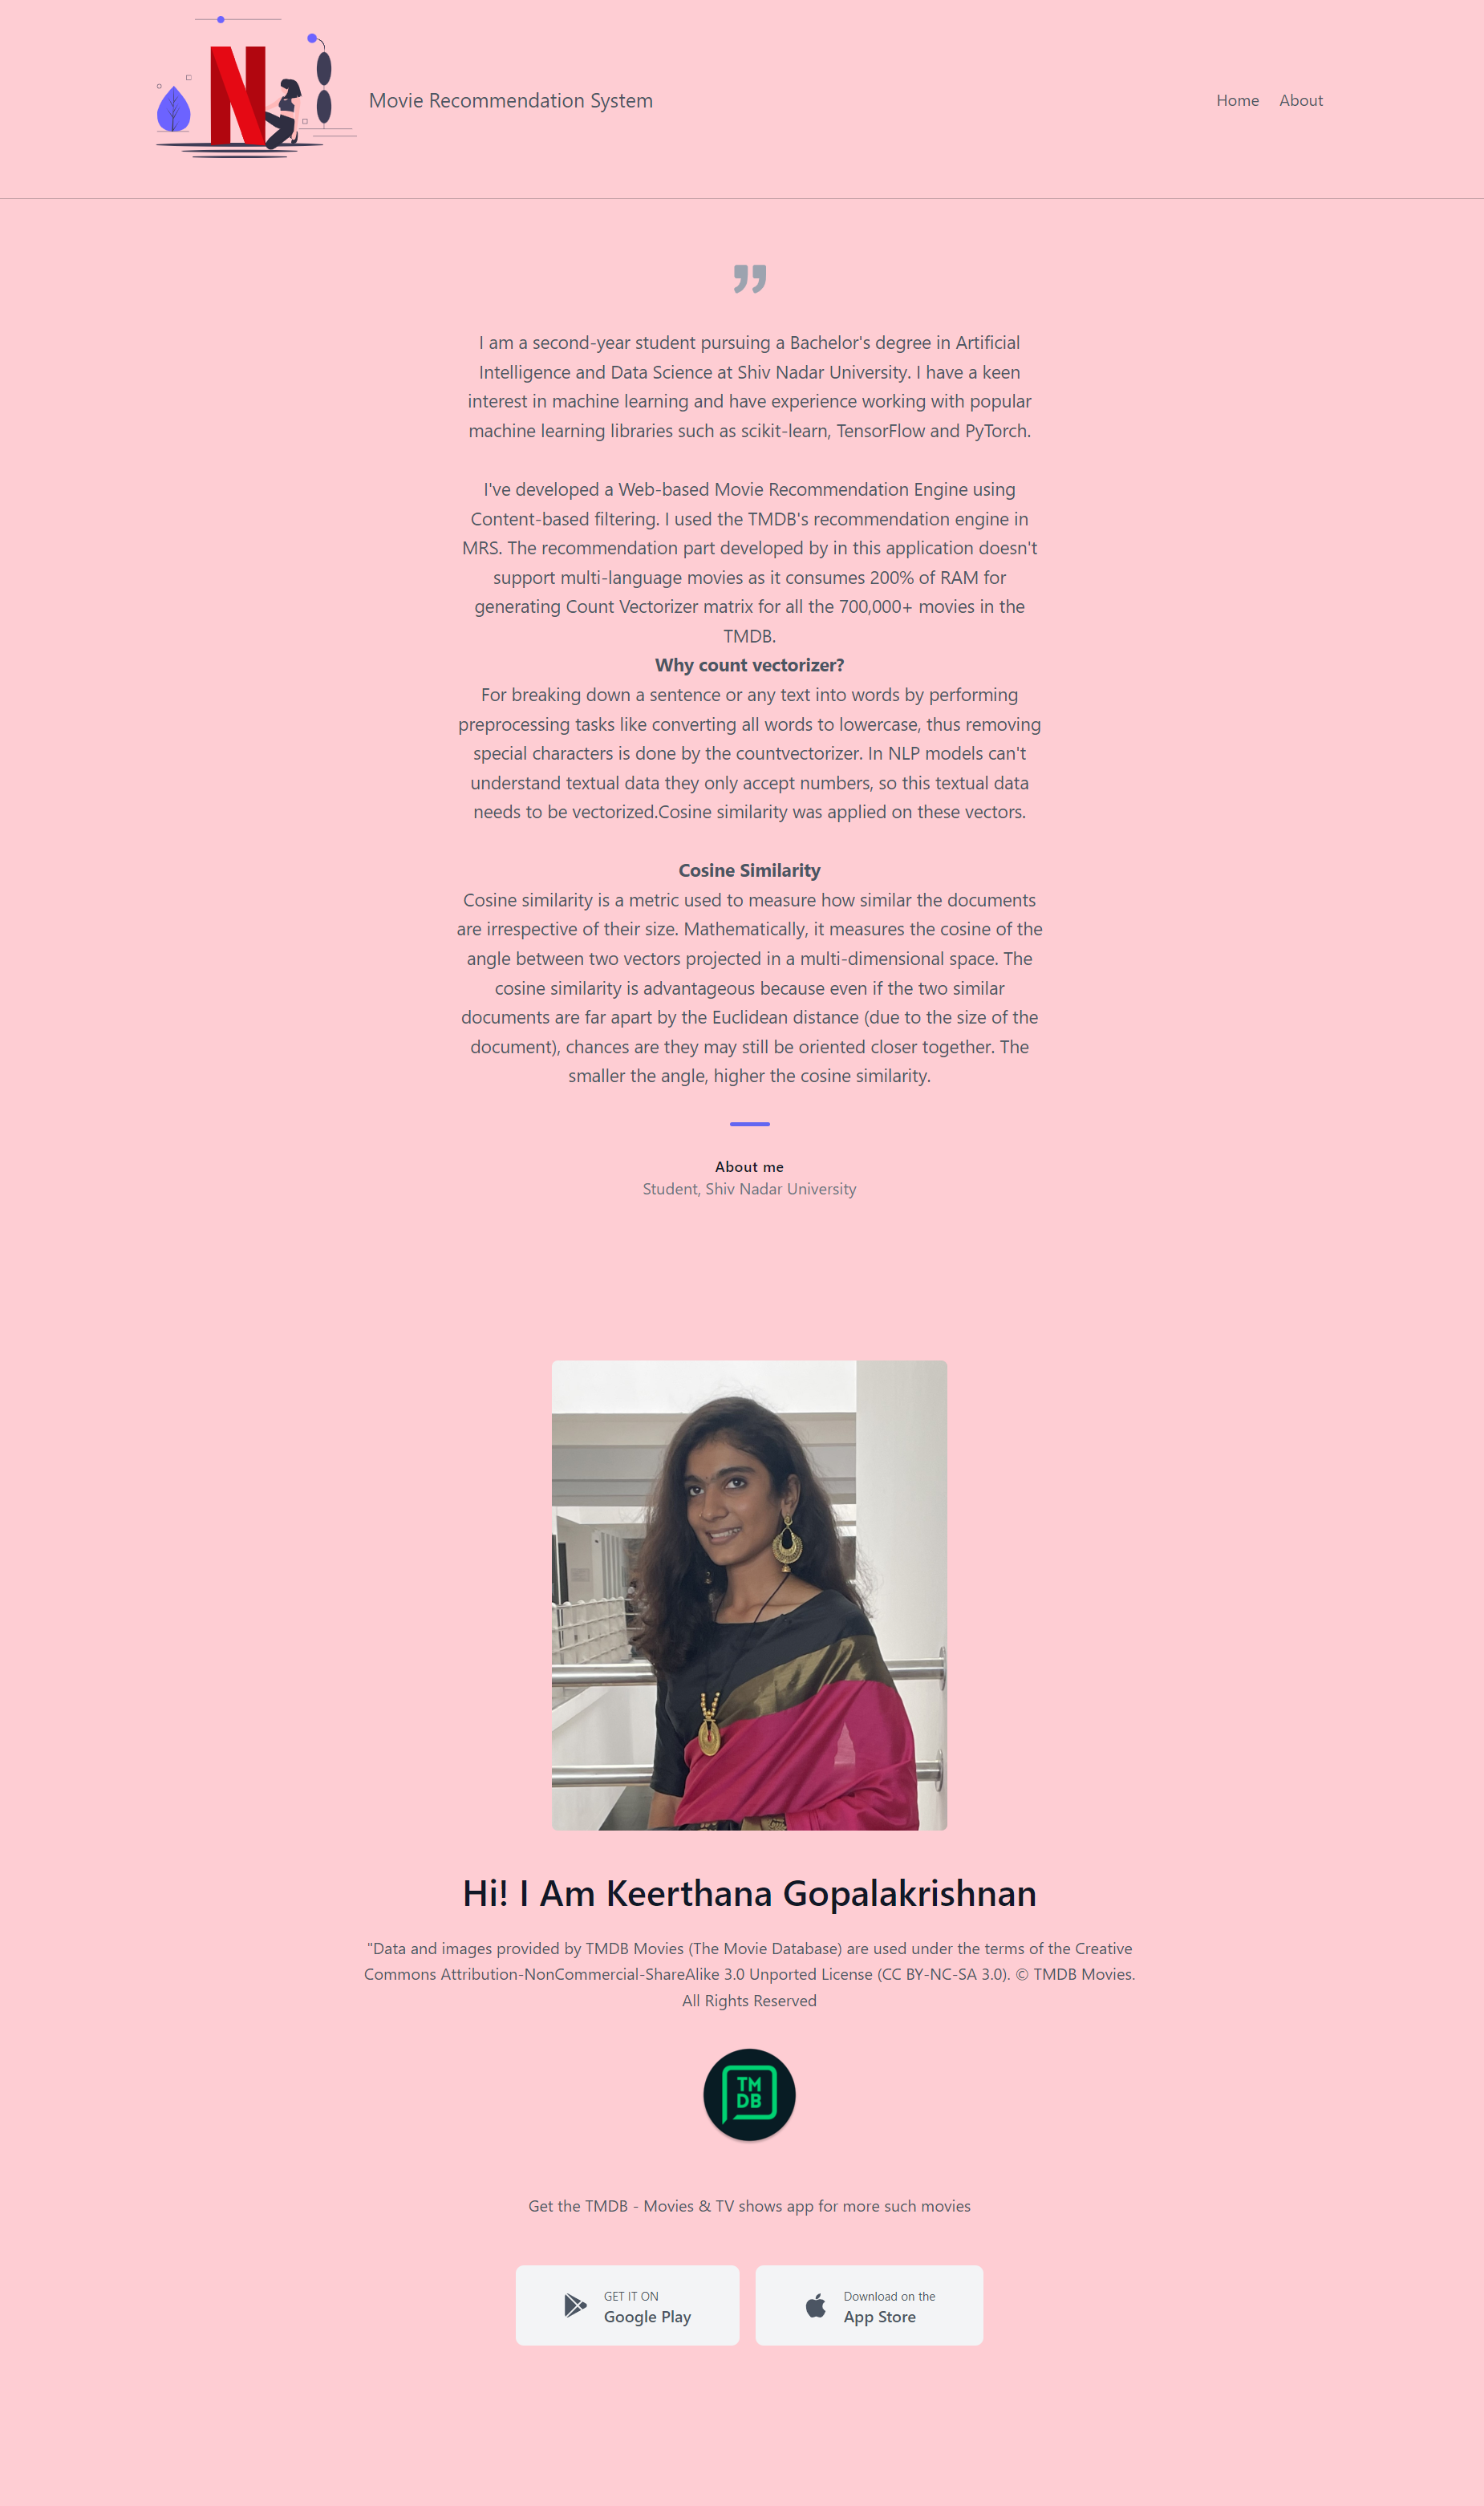 N
Movie Recommendation System
Home About
I am a second-year student pursuing a Bachelor's degree in Artificial
Intelligence and Data Science at Shiv Nadar University. I have a keen
interest in machine learning and have experience working with popular
machine learning libraries such as scikit-learn, TensorFlow and PyTorch.
I've developed a Web-based Movie Recommendation Engine using
Content-based filtering. I used the TMDB's recommendation engine in
MRS. The recommendation part developed by in this application doesn't
support multi-language movies as it consumes 200% of RAM for
generating Count Vectorizer matrix for all the 700,000+ movies in the
TMDB.
Why count vectorizer?
For breaking down a sentence or any text into words by performing
preprocessing tasks like converting all words to lowercase, thus removing
special characters is done by the countvectorizer. In NLP models can't
understand textual data they only accept numbers, so this textual data
needs to be vectorized.Cosine similarity was applied on these vectors.
Cosine Similarity
Cosine similarity is a metric used to measure how similar the documents
are irrespective of their size. Mathematically, it measures the cosine of the
angle between two vectors projected in a multi-dimensional space. The
cosine similarity is advantageous because even if the two similar
documents are far apart by the Euclidean distance (due to the size of the
document), chances are they may still be oriented closer together. The
smaller the angle, higher the cosine similarity.
About me
Student, Shiv Nadar University
Hi! I Am Keerthana Gopalakrishnan
"Data and images provided by TMDB Movies (The Movie Database) are used under the terms of the Creative
Commons Attribution-NonCommercial-ShareAlike 3.0 Unported License (CC BY-NC-SA 3.0). © TMDB Movies.
All Rights Reserved
TM
DB
Get the TMDB - Movies & TV shows app for more such movies
GET IT ON
Google Play
Download on the
App Store